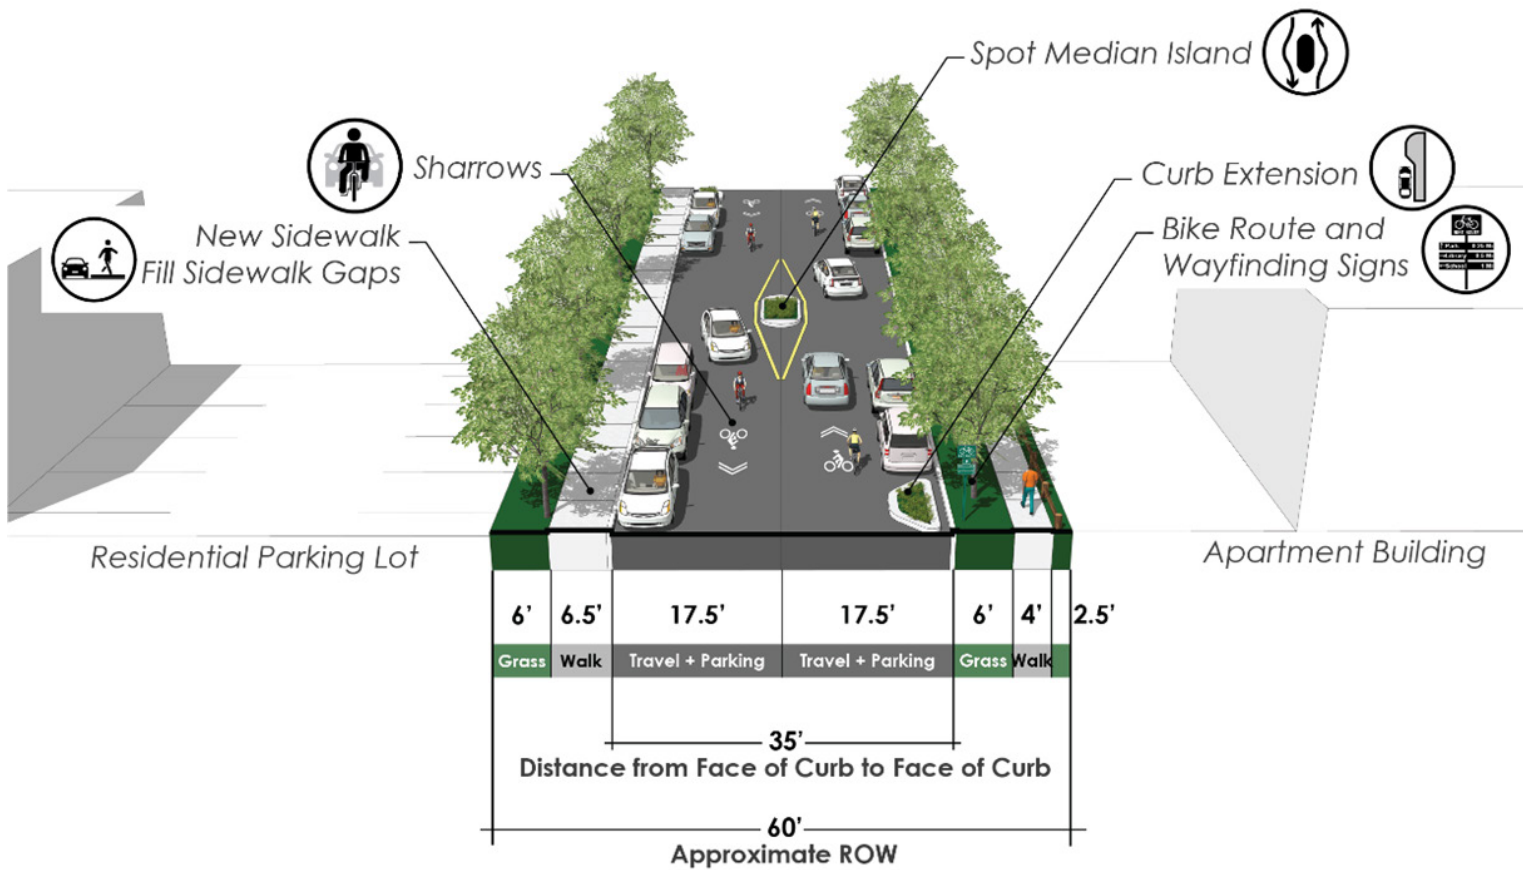 Spot Median Island
Sharrows
Curb Extension
New Sidewalk
Fill Sidewalk Gaps
Bike Route and
Wayfinding Signs
Residential Parking Lot
Apartment Building
6’
6.5’
17.5’
17.5’
6’
4’
2.5’
Grass
Walk
Travel + Parking
Travel + Parking
Grass
Walk
35’
Distance from Face of Curb to Face of Curb
60’
Approximate ROW